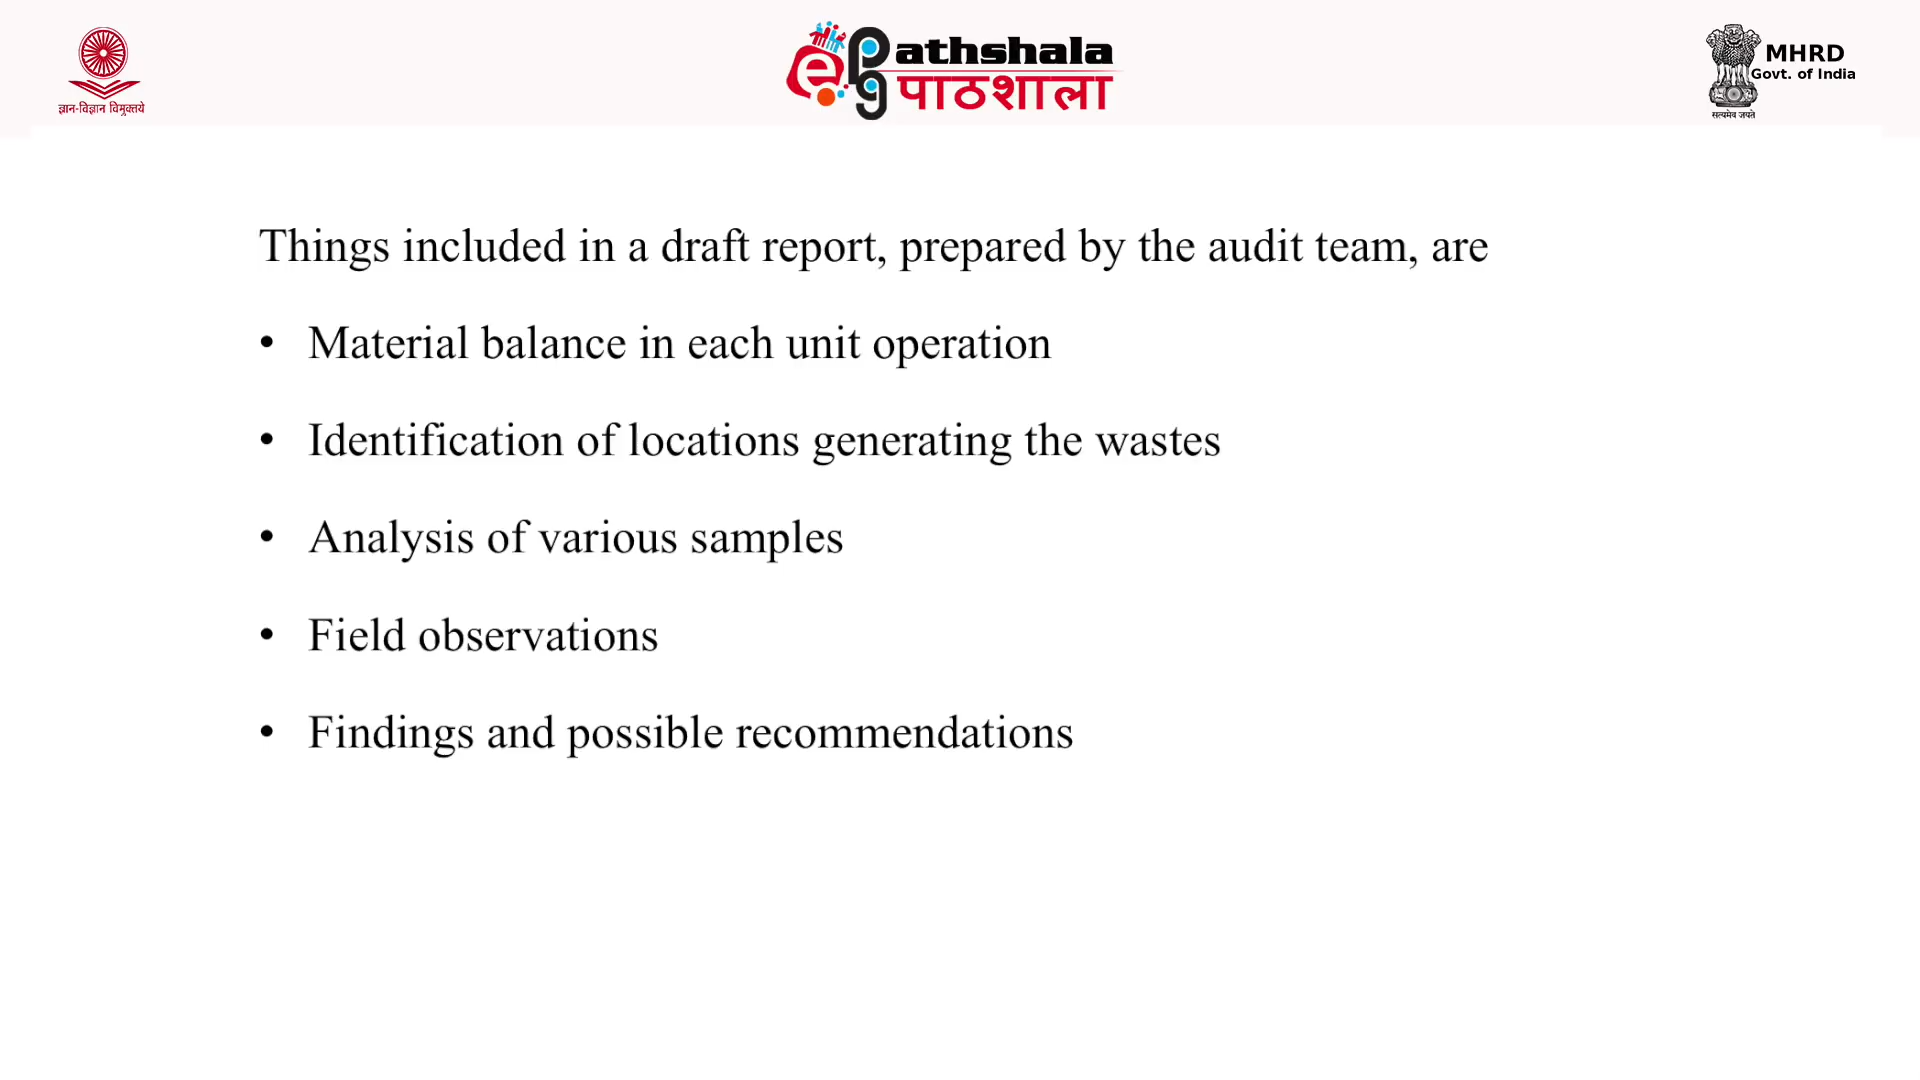 ज्ञान-विज्ञान विमुक्तये
e Pg athshala
पाठशाला
MHRD
Govt. of India
सत्यमेव जयते
Things included in a draft report, prepared by the audit team, are
• Material balance in each unit operation
• Identification of locations generating the wastes
• Analysis of various samples
• Field observations
• Findings and possible recommendations